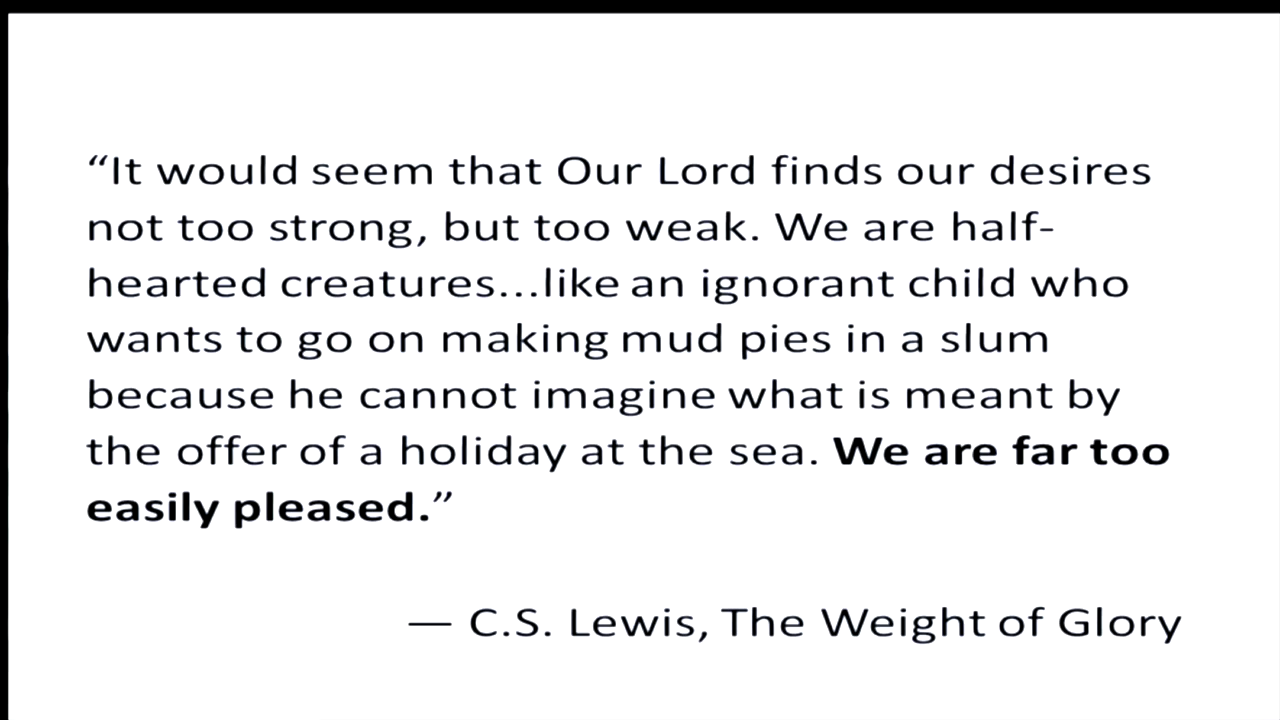 “It would seem that Our Lord finds our desires
not too strong, but too weak. We are half-
hearted creatures...like an ignorant child who
wants to go on making mud pies in a slum
because he cannot imagine what is meant by
the offer of a holiday at the sea. We are far too
easily pleased.”
— C.S. Lewis, The Weight of Glory